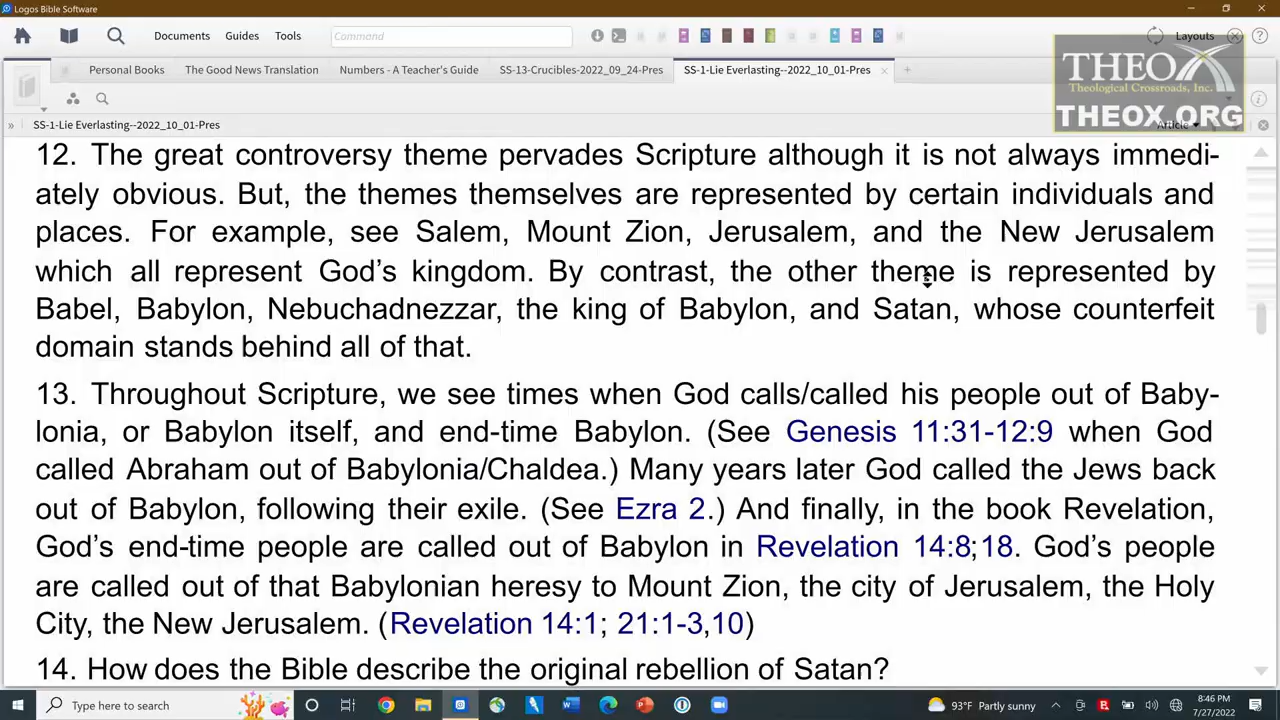 Logos Bible Software
Documents Guides Tools Command Layouts
THEOX
Theological Crossroads, Inc.
THEOX.ORG
Personal Books The Good News Translation Numbers - A Teacher's Guide SS-13-Crucibles-2022_09_24-Pres SS-1-Lie Everlasting--2022_10_01-Pres
SS-1-Lie Everlasting--2022_10_01-Pres Article
12. The great controversy theme pervades Scripture although it is not always immedi-
ately obvious. But, the themes themselves are represented by certain individuals and
places. For example, see Salem, Mount Zion, Jerusalem, and the New Jerusalem
which all represent God's kingdom. By contrast, the other theme is represented by
Babel, Babylon, Nebuchadnezzar, the king of Babylon, and Satan, whose counterfeit
domain stands behind all of that.
13. Throughout Scripture, we see times when God calls/called his people out of Baby-
lonia, or Babylon itself, and end-time Babylon. (See Genesis 11:31-12:9 when God
called Abraham out of Babylonia/Chaldea.) Many years later God called the Jews back
out of Babylon, following their exile. (See Ezra 2.) And finally, in the book Revelation,
God's end-time people are called out of Babylon in Revelation 14:8;18. God's people
are called out of that Babylonian heresy to Mount Zion, the city of Jerusalem, the Holy
City, the New Jerusalem. (Revelation 14:1; 21:1-3,10)
14. How does the Bible describe the original rebellion of Satan?
Type here to search 93°F Partly sunny 8:46 PM
7/27/2022